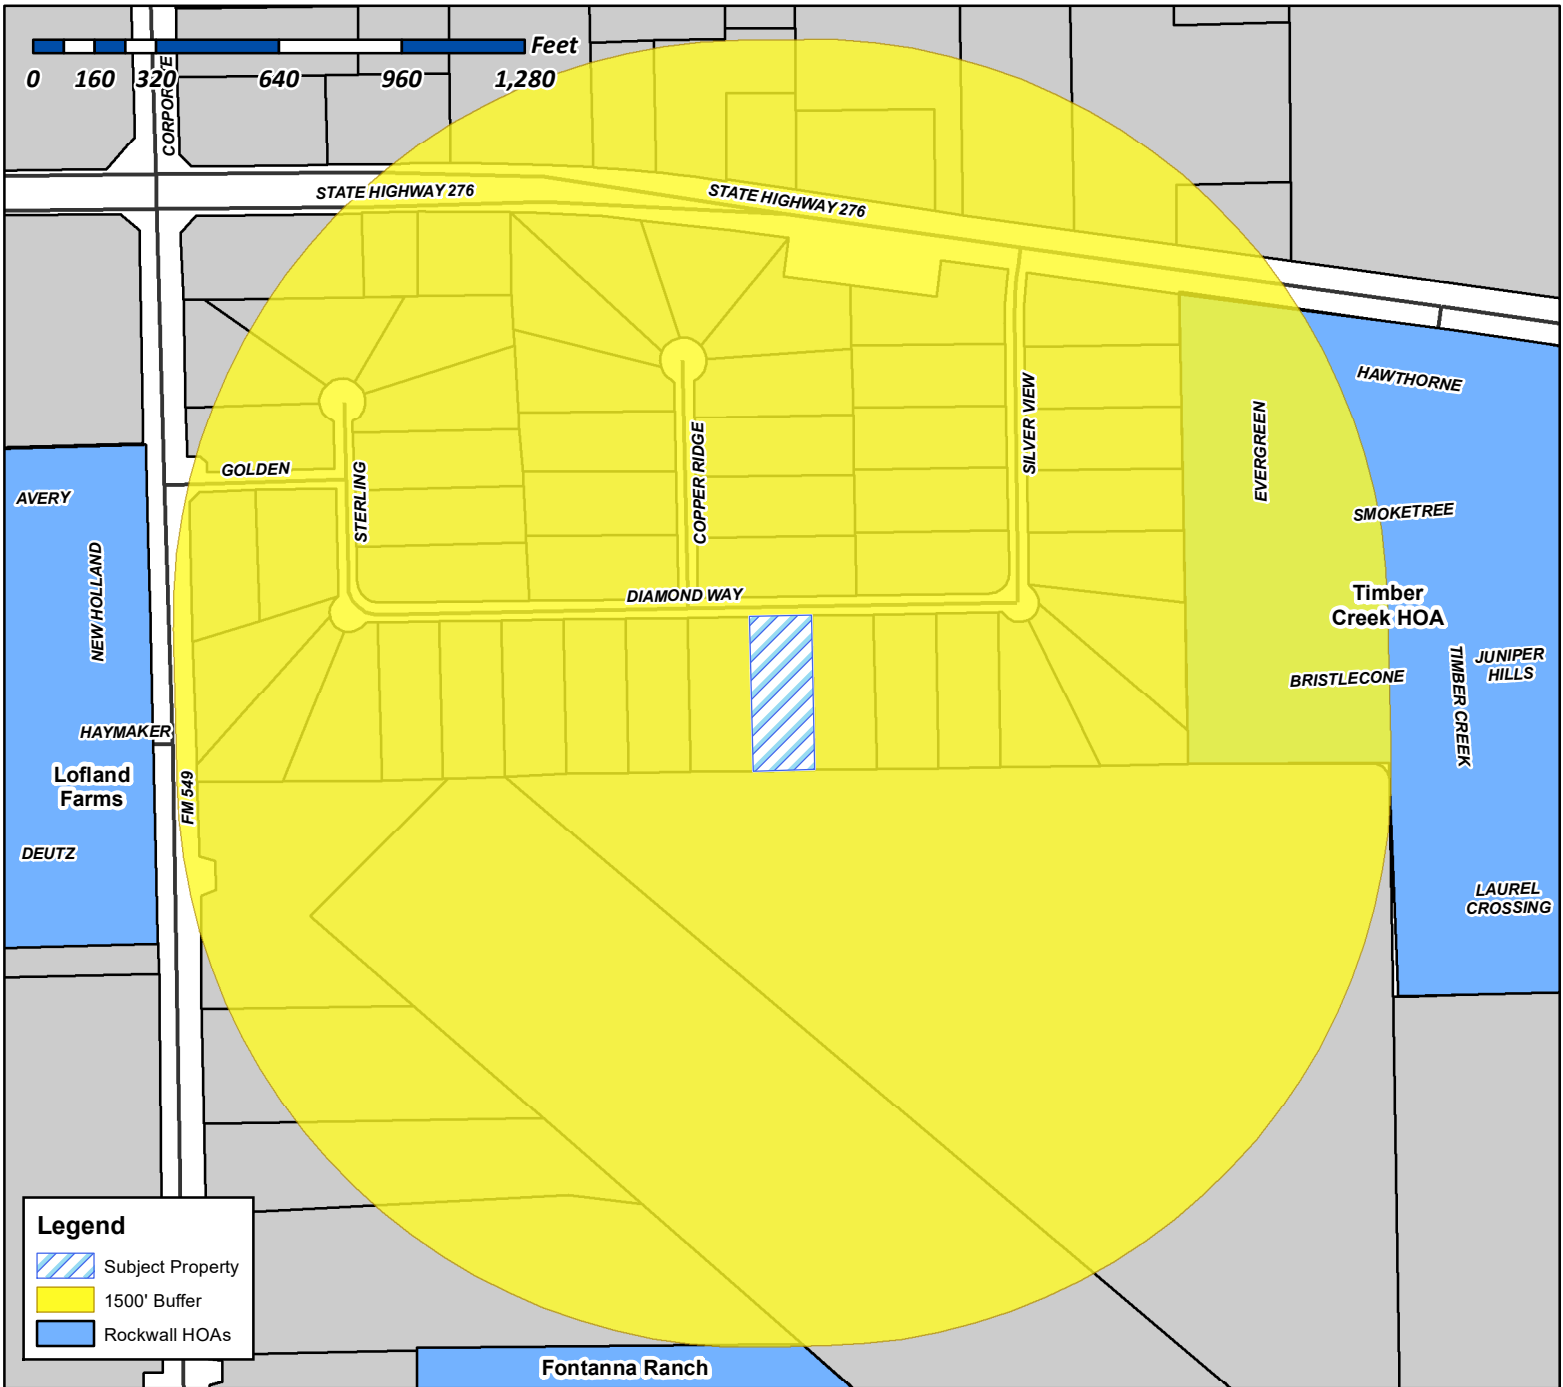 Feet
0 160 320 640 960 1,280
STATE HIGHWAY 276
STATE HIGHWAY 276
HAWTHORNE
SILVER VIEW
EVERGREEN
COPPER RIDGE
STERLING
GOLDEN
AVERY
SMOKETREE
NEW HOLLAND
DIAMOND WAY
Timber
Creek HOA
TIMBER CREEK
JUNIPER
HILLS
BRISTLECONE
HAYMAKER
Lofland
Farms
FM 549
DEUTZ
LAUREL
CROSSING
Legend
Subject Property
1500' Buffer
Rockwall HOAs
Fontanna Ranch